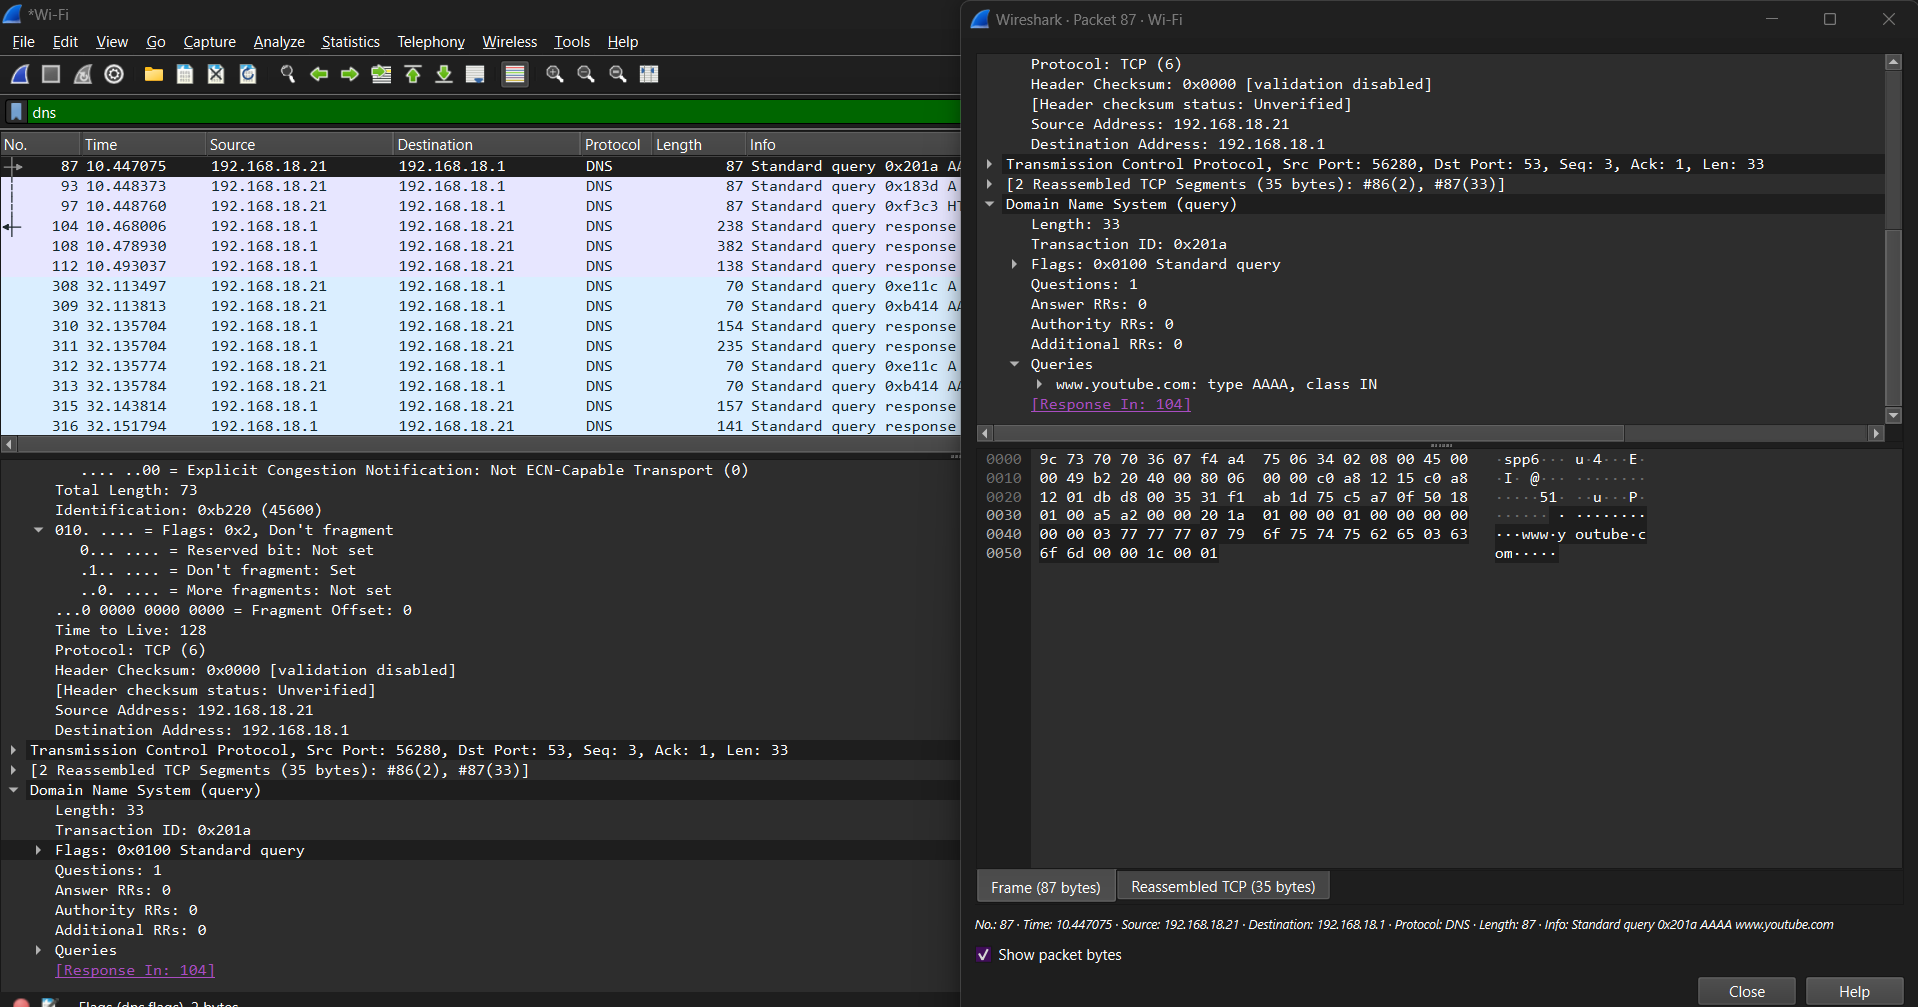 *Wi-Fi
File Edit View Go Capture Analyze Statistics Telephony Wireless Tools Help
dns
No. Time Source Destination Protocol Length Info
87 10.447075 192.168.18.21 192.168.18.1 DNS 87 Standard query 0x201a AA
93 10.448373 192.168.18.21 192.168.18.1 DNS 87 Standard query 0x183d A
97 10.448760 192.168.18.21 192.168.18.1 DNS 87 Standard query 0xf3c3 HT
104 10.468006 192.168.18.1 192.168.18.21 DNS 238 Standard query response
108 10.478930 192.168.18.1 192.168.18.21 DNS 382 Standard query response
112 10.493037 192.168.18.1 192.168.18.21 DNS 138 Standard query response
308 32.113497 192.168.18.21 192.168.18.1 DNS 70 Standard query 0xe11c A
309 32.113813 192.168.18.21 192.168.18.1 DNS 70 Standard query 0xb414 AA
310 32.135704 192.168.18.1 192.168.18.21 DNS 154 Standard query response
311 32.135704 192.168.18.1 192.168.18.21 DNS 235 Standard query response
312 32.135774 192.168.18.21 192.168.18.1 DNS 70 Standard query 0xe11c A
313 32.135784 192.168.18.21 192.168.18.1 DNS 70 Standard query 0xb414 AA
315 32.143814 192.168.18.1 192.168.18.21 DNS 157 Standard query response
316 32.151794 192.168.18.1 192.168.18.21 DNS 141 Standard query response
.... ..00 = Explicit Congestion Notification: Not ECN-Capable Transport (0)
Total Length: 73
Identification: 0xb220 (45600)
010. .... = Flags: 0x2, Don't fragment
0... .... = Reserved bit: Not set
.1.. .... = Don't fragment: Set
..0. .... = More fragments: Not set
...0 0000 0000 0000 = Fragment Offset: 0
Time to Live: 128
Protocol: TCP (6)
Header Checksum: 0x0000 [validation disabled]
[Header checksum status: Unverified]
Source Address: 192.168.18.21
Destination Address: 192.168.18.1
Transmission Control Protocol, Src Port: 56280, Dst Port: 53, Seq: 3, Ack: 1, Len: 33
[2 Reassembled TCP Segments (35 bytes): #86(2), #87(33)]
Domain Name System (query)
Length: 33
Transaction ID: 0x201a
Flags: 0x0100 Standard query
Questions: 1
Answer RRs: 0
Authority RRs: 0
Additional RRs: 0
Queries
[Response In: 104]
Flags (dns.flags), 2 bytes
Wireshark · Packet 87 · Wi-Fi
Protocol: TCP (6)
Header Checksum: 0x0000 [validation disabled]
[Header checksum status: Unverified]
Source Address: 192.168.18.21
Destination Address: 192.168.18.1
Transmission Control Protocol, Src Port: 56280, Dst Port: 53, Seq: 3, Ack: 1, Len: 33
[2 Reassembled TCP Segments (35 bytes): #86(2), #87(33)]
Domain Name System (query)
Length: 33
Transaction ID: 0x201a
Flags: 0x0100 Standard query
Questions: 1
Answer RRs: 0
Authority RRs: 0
Additional RRs: 0
Queries
www.youtube.com: type AAAA, class IN
[Response In: 104]
0000 9c 73 70 70 36 07 f4 a4 75 06 34 02 08 00 45 00 ·spp6··· u·4···E·
0010 00 49 b2 20 40 00 80 06 00 00 c0 a8 12 15 c0 a8 ·I· @··· ········
0020 12 01 db d8 00 35 31 f1 ab 1d 75 c5 a7 0f 50 18 ·····51· ··u···P·
0030 01 00 a5 a2 00 00 20 1a 01 00 00 01 00 00 00 00 ······ · ········
0040 00 00 03 77 77 77 07 79 6f 75 74 75 62 65 03 63 ···www·y outube·c
0050 6f 6d 00 00 1c 00 01 om·····
Frame (87 bytes) Reassembled TCP (35 bytes)
No.: 87 · Time: 10.447075 · Source: 192.168.18.21 · Destination: 192.168.18.1 · Protocol: DNS · Length: 87 · Info: Standard query 0x201a AAAA www.youtube.com
Show packet bytes
Close Help